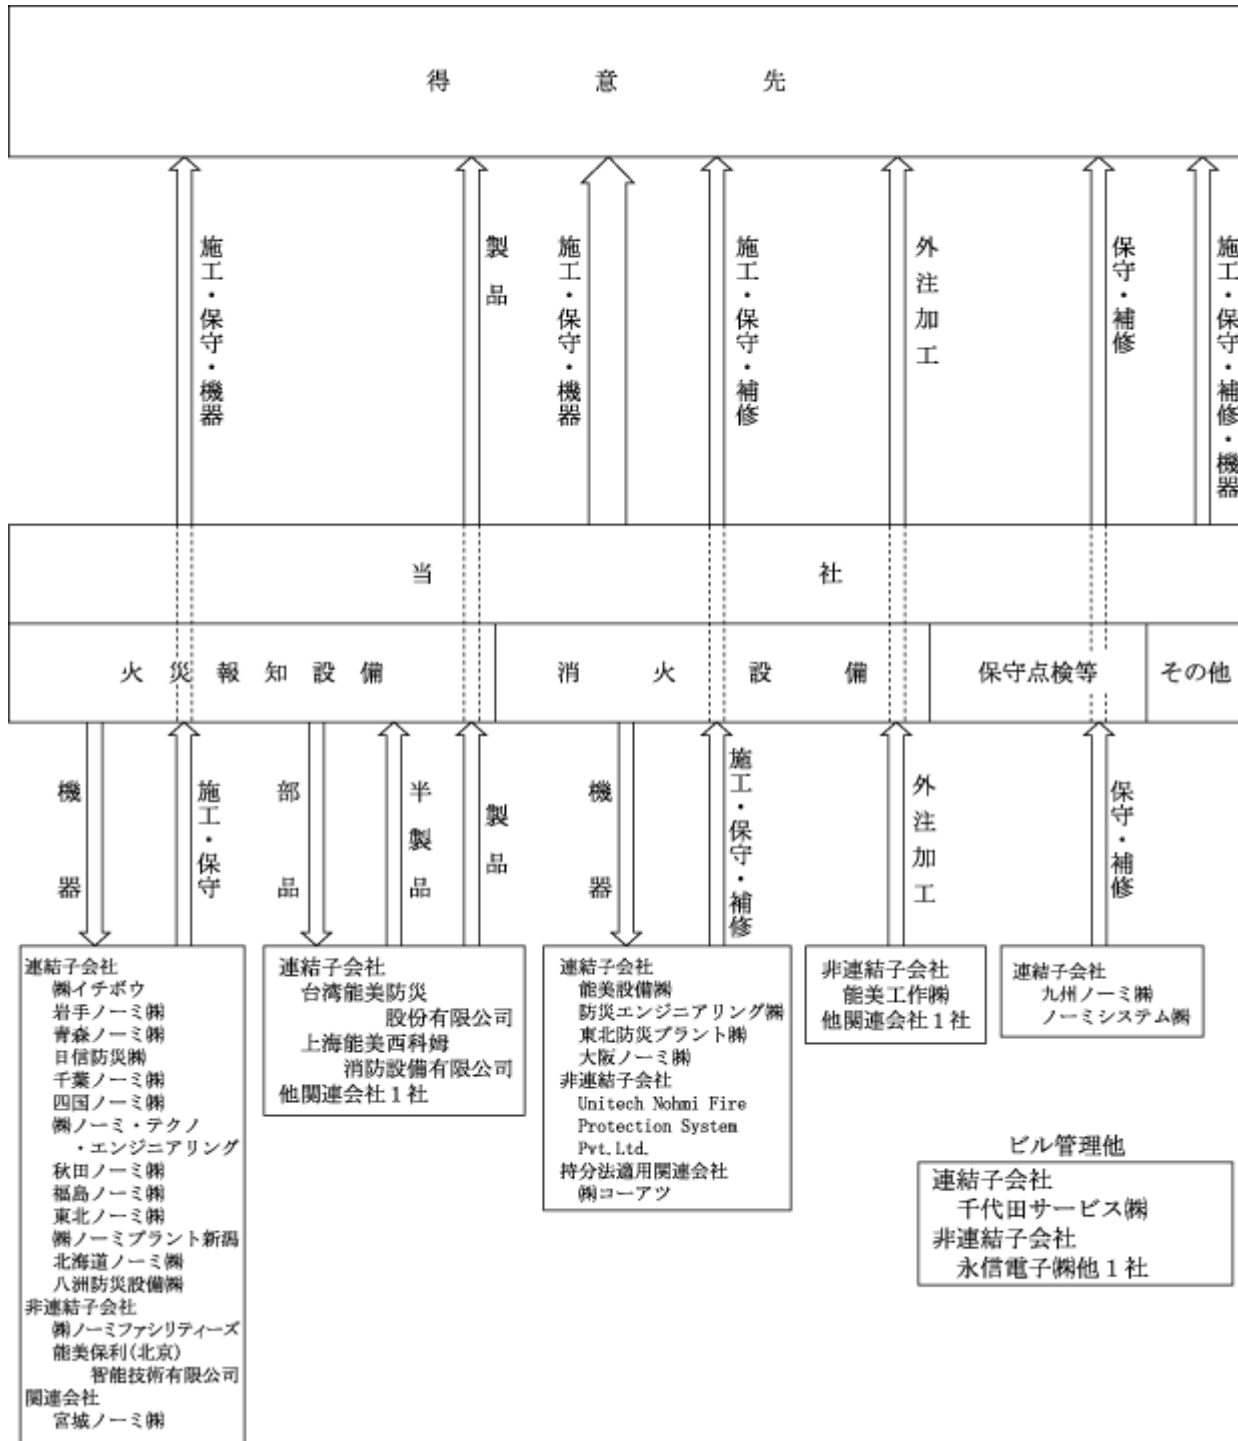 得意先
施工・保守・機器
製品
施工・保守・機器
施工・保守・補修
外注加工
保守・補修
施工・保守・補修・機器
当社
火災報知設備
消火設備
保守点検等
その他
機器
施工・保守
部品
半製品
製品
機器
施工・保守・補修
外注加工
保守・補修
連結子会社
㈱イチボウ
岩手ノーミ㈱
青森ノーミ㈱
日信防災㈱
千葉ノーミ㈱
四国ノーミ㈱
㈱ノーミ・テクノ
・エンジニアリング
秋田ノーミ㈱
福島ノーミ㈱
東北ノーミ㈱
㈱ノーミプラント新潟
北海道ノーミ㈱
八洲防災設備㈱
非連結子会社
㈱ノーミファシリティーズ
能美保利(北京)
智能技術有限公司
関連会社
宮城ノーミ㈱
連結子会社
台湾能美防災
股份有限公司
上海能美西科姆
消防設備有限公司
他関連会社1社
連結子会社
能美設備㈱
防災エンジニアリング㈱
東北防災プラント㈱
大阪ノーミ㈱
非連結子会社
Unitech Nohmi Fire
Protection System
Pvt.Ltd.
持分法適用関連会社
㈱コーアツ
非連結子会社
能美工作㈱
他関連会社1社
連結子会社
九州ノーミ㈱
ノーミシステム㈱
ビル管理他
連結子会社
千代田サービス㈱
非連結子会社
永信電子㈱他1社